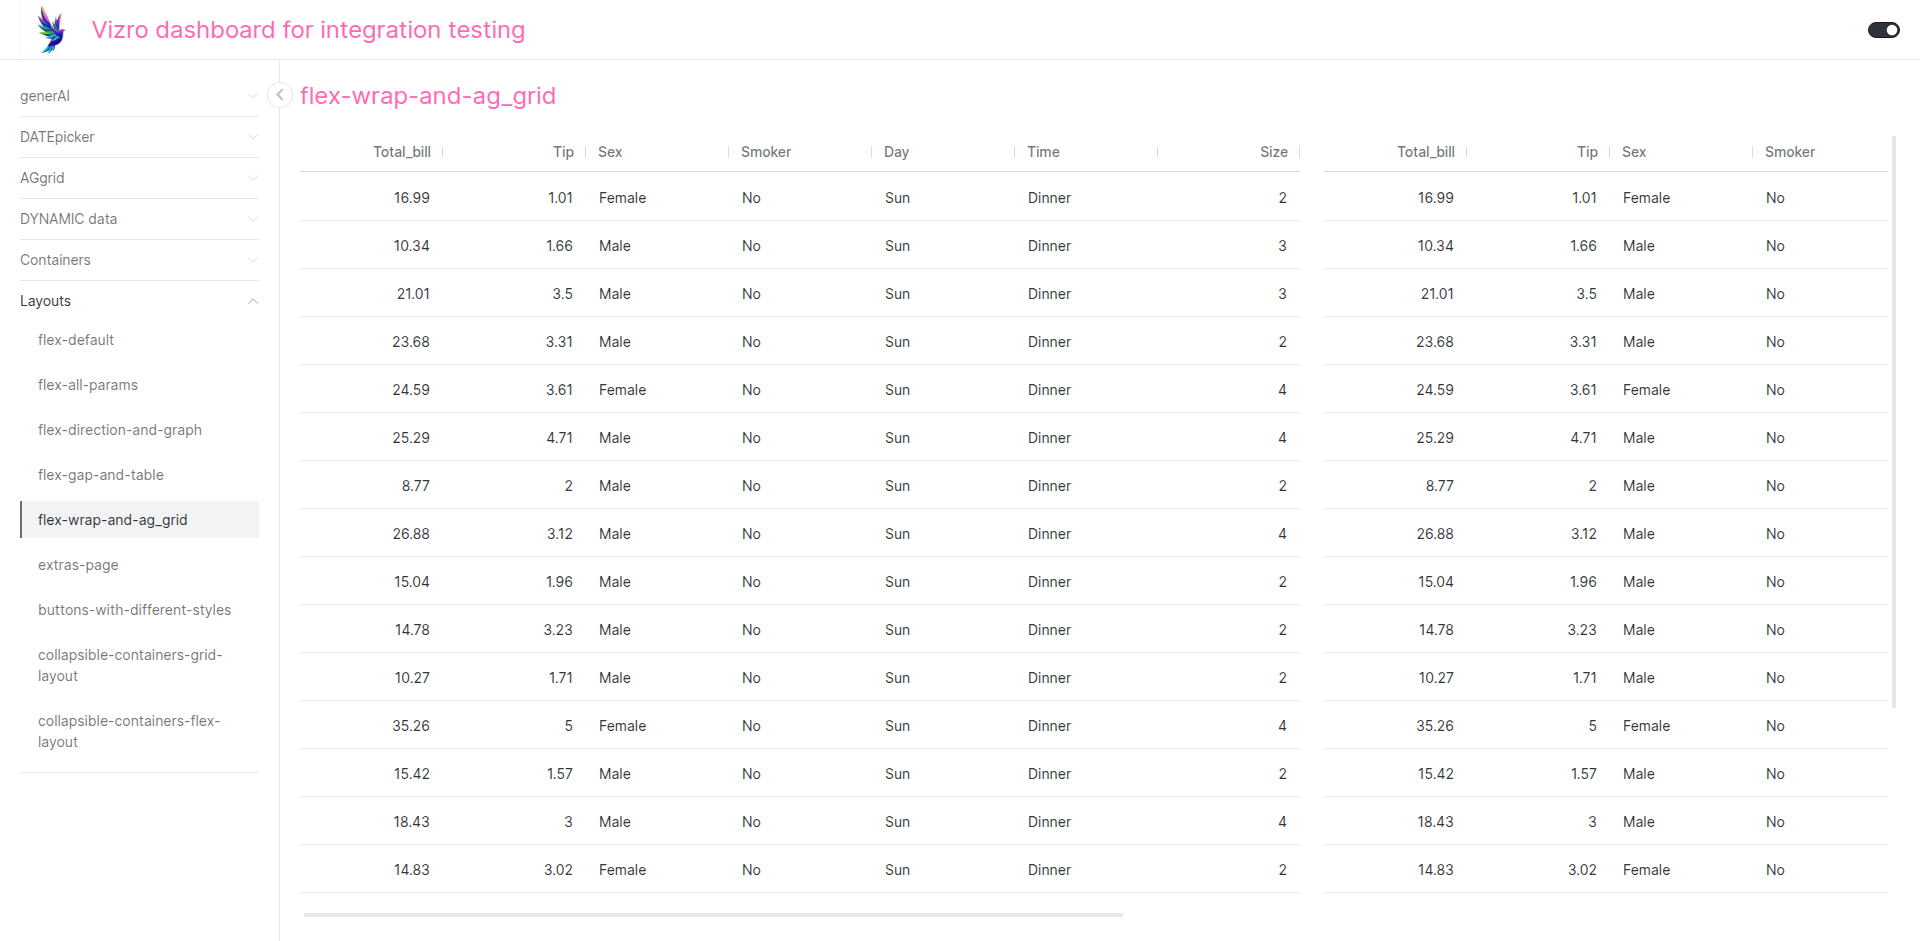 Vizro dashboard for integration testing
generAI
DATEpicker
AGgrid
DYNAMIC data
Containers
Layouts
flex-default
flex-all-params
flex-direction-and-graph
flex-gap-and-table
flex-wrap-and-ag_grid
extras-page
buttons-with-different-styles
collapsible-containers-grid-
layout
collapsible-containers-flex-
layout
flex-wrap-and-ag_grid
Total_bill Tip Sex Smoker Day Time Size Total_bill Tip Sex Smoker
16.99 1.01 Female No Sun Dinner 2 16.99 1.01 Female No
10.34 1.66 Male No Sun Dinner 3 10.34 1.66 Male No
21.01 3.5 Male No Sun Dinner 3 21.01 3.5 Male No
23.68 3.31 Male No Sun Dinner 2 23.68 3.31 Male No
24.59 3.61 Female No Sun Dinner 4 24.59 3.61 Female No
25.29 4.71 Male No Sun Dinner 4 25.29 4.71 Male No
8.77 2 Male No Sun Dinner 2 8.77 2 Male No
26.88 3.12 Male No Sun Dinner 4 26.88 3.12 Male No
15.04 1.96 Male No Sun Dinner 2 15.04 1.96 Male No
14.78 3.23 Male No Sun Dinner 2 14.78 3.23 Male No
10.27 1.71 Male No Sun Dinner 2 10.27 1.71 Male No
35.26 5 Female No Sun Dinner 4 35.26 5 Female No
15.42 1.57 Male No Sun Dinner 2 15.42 1.57 Male No
18.43 3 Male No Sun Dinner 4 18.43 3 Male No
14.83 3.02 Female No Sun Dinner 2 14.83 3.02 Female No